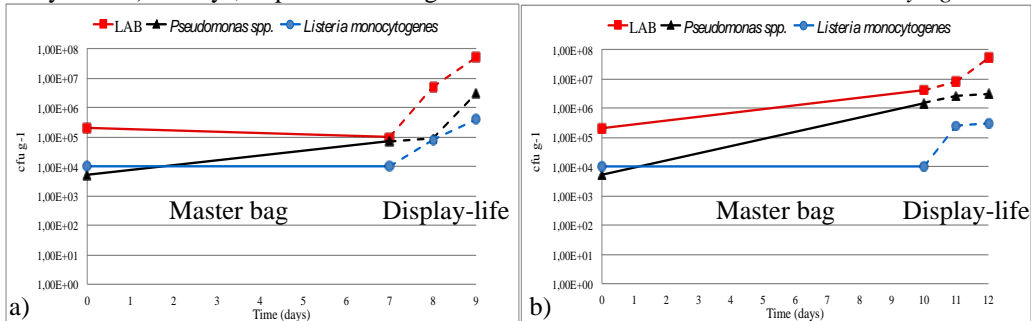 LAB Pseudomonas spp. Listeria monocytogenes
1,00E+08
1,00E+07
1,00E+06
1,00E+05
1,00E+04
1,00E+03
1,00E+02
1,00E+01
1,00E+00
cfu g-1
Master bag Display-life
0 1 2 3 4 5 6 7 8 9
Time (days)
a)
LAB Pseudomonas spp. Listeria monocytogenes
1,00E+08
1,00E+07
1,00E+06
1,00E+05
1,00E+04
1,00E+03
1,00E+02
1,00E+01
1,00E+00
cfu g-1
Master bag Display-life
0 1 2 3 4 5 6 7 8 9 10 11 12
Time (days)
b)